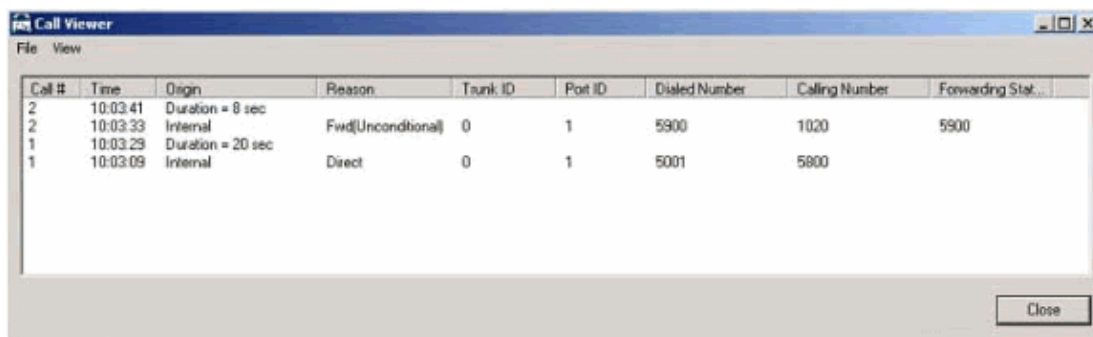 Call Viewer
File View
Call # Time Origin Reason Trunk ID Port ID Dialed Number Calling Number Forwarding Stat...
2 10:03:41 Duration = 8 sec
2 10:03:33 Internal Fwd(Unconditional) 0 1 5900 1020 5900
1 10:03:29 Duration = 20 sec
1 10:03:09 Internal Direct 0 1 5001 5800
Close